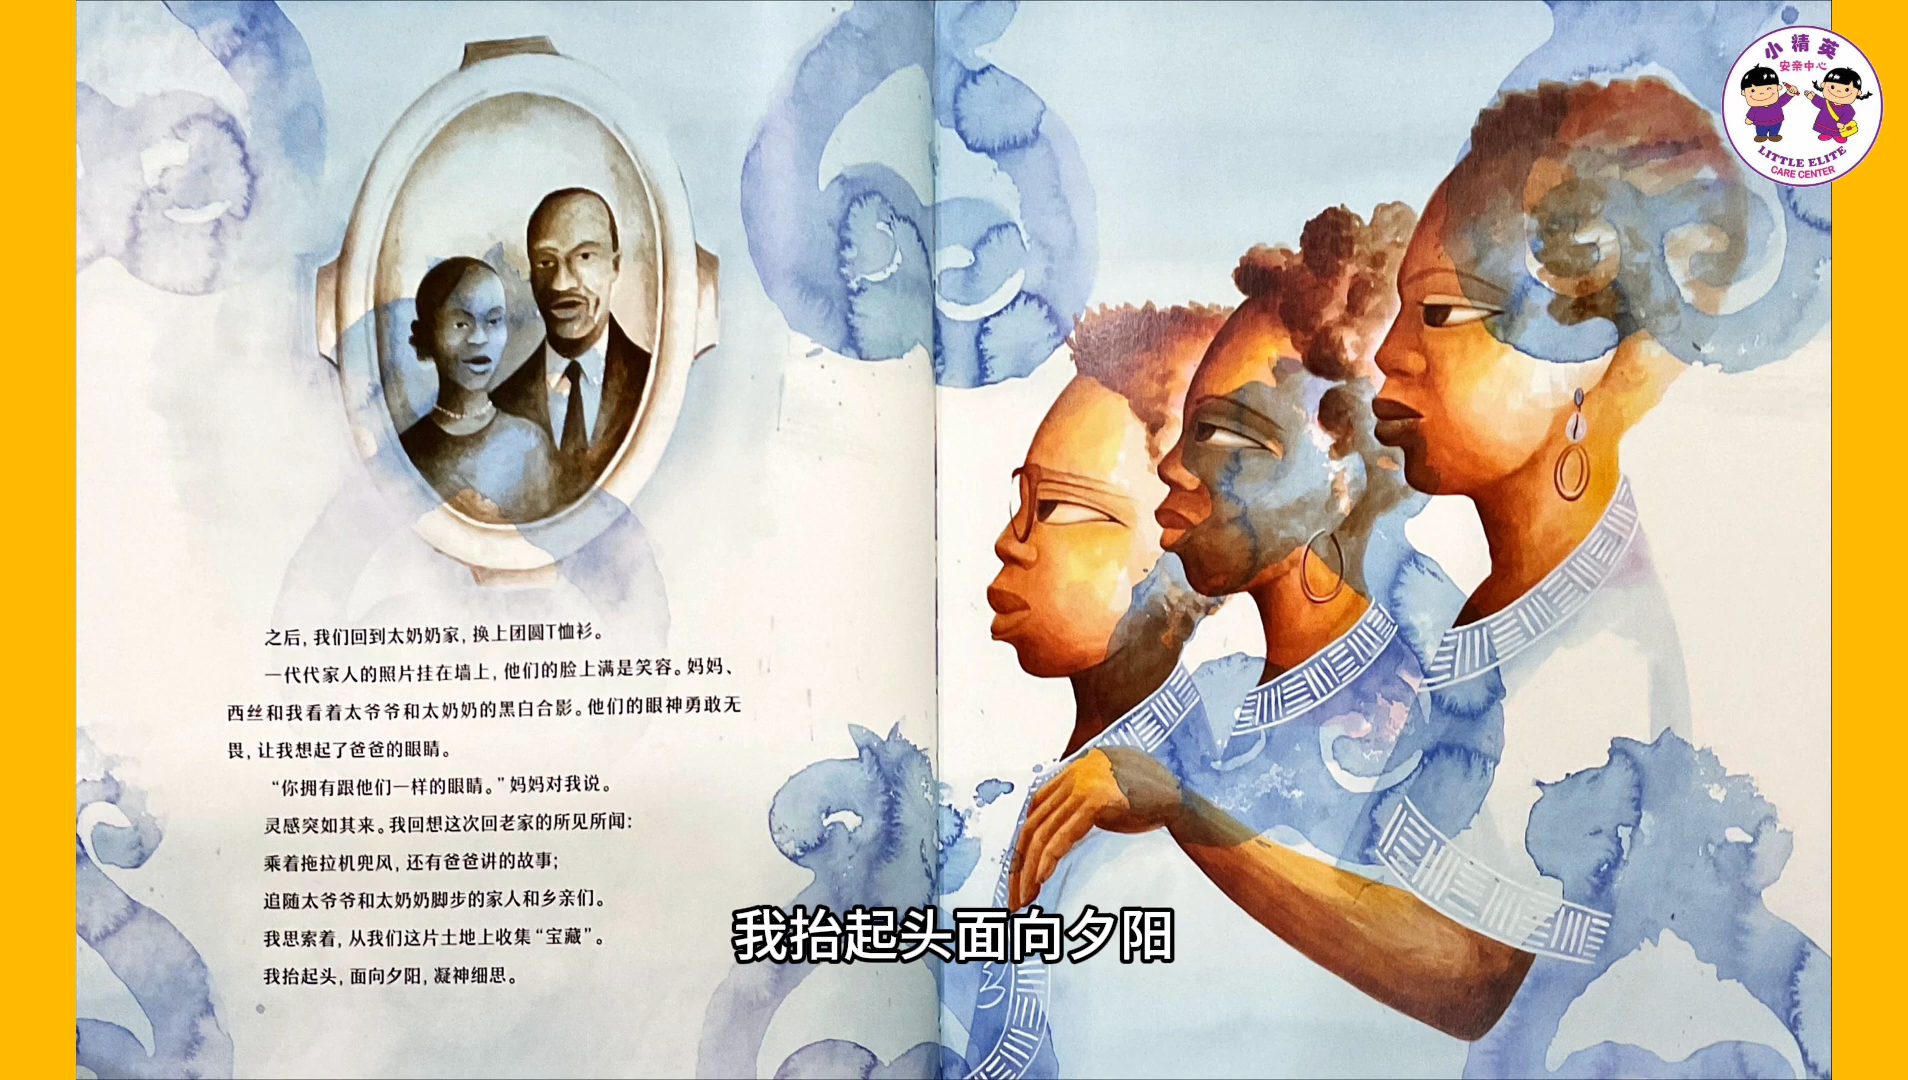 小精英
安亲中心
LITTLE ELITE
CARE CENTER
之后，我们回到太奶奶家，换上团圆T恤衫。
一代代家人的照片挂在墙上，他们的脸上满是笑容。妈妈、
西丝和我看着太爷爷和太奶奶的黑白合影。他们的眼神勇敢无
畏，让我想起了爸爸的眼睛。
“你拥有跟他们一样的眼睛。”妈妈对我说。
灵感突如其来。我回想这次回老家的所见所闻：
乘着拖拉机兜风，还有爸爸讲的故事；
追随太爷爷和太奶奶脚步的家人和乡亲们。
我思索着，从我们这片土地上收集“宝藏”。
我抬起头，面向夕阳，凝神细思。
我抬起头面向夕阳